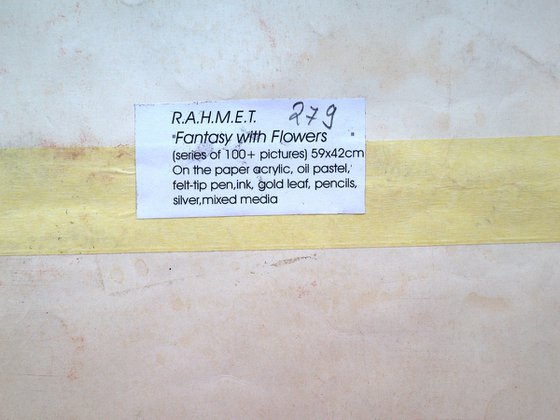 R.A.H.M.E.T. 279
"Fantasy with Flowers "
(series of 100+ pictures) 59x42cm
On the paper acrylic, oil pastel,
felt-tip pen,ink, gold leaf, pencils,
silver,mixed media